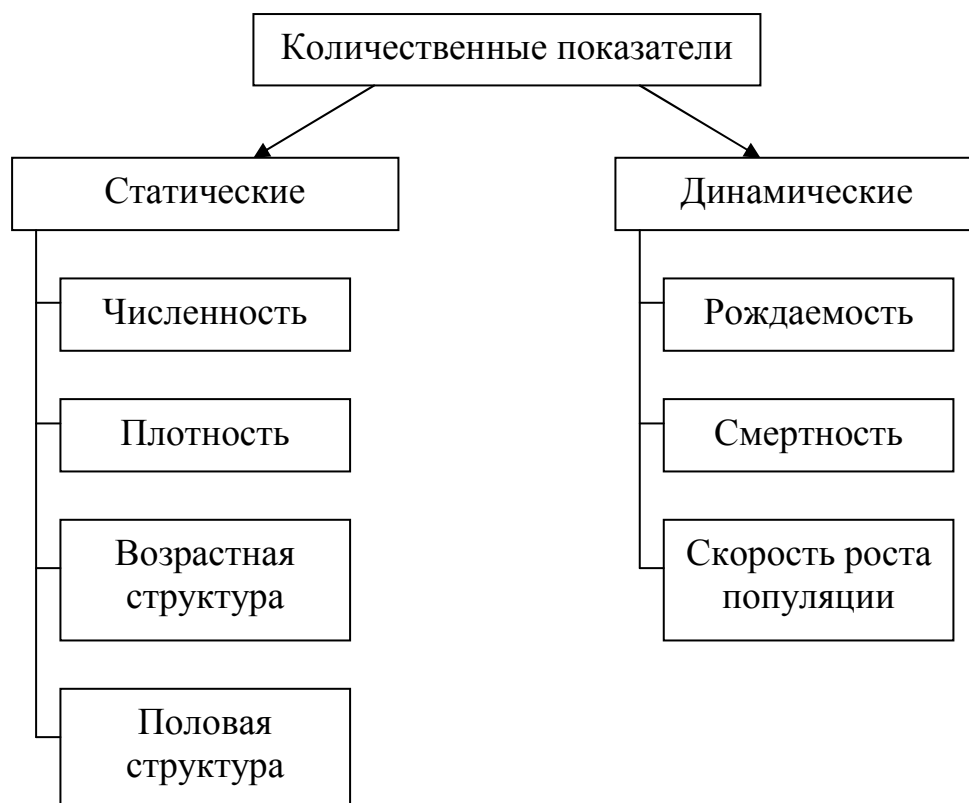 Количественные показатели
Статические
Численность
Плотность
Возрастная
структура
Половая
структура
Динамические
Рождаемость
Смертность
Скорость роста
популяции